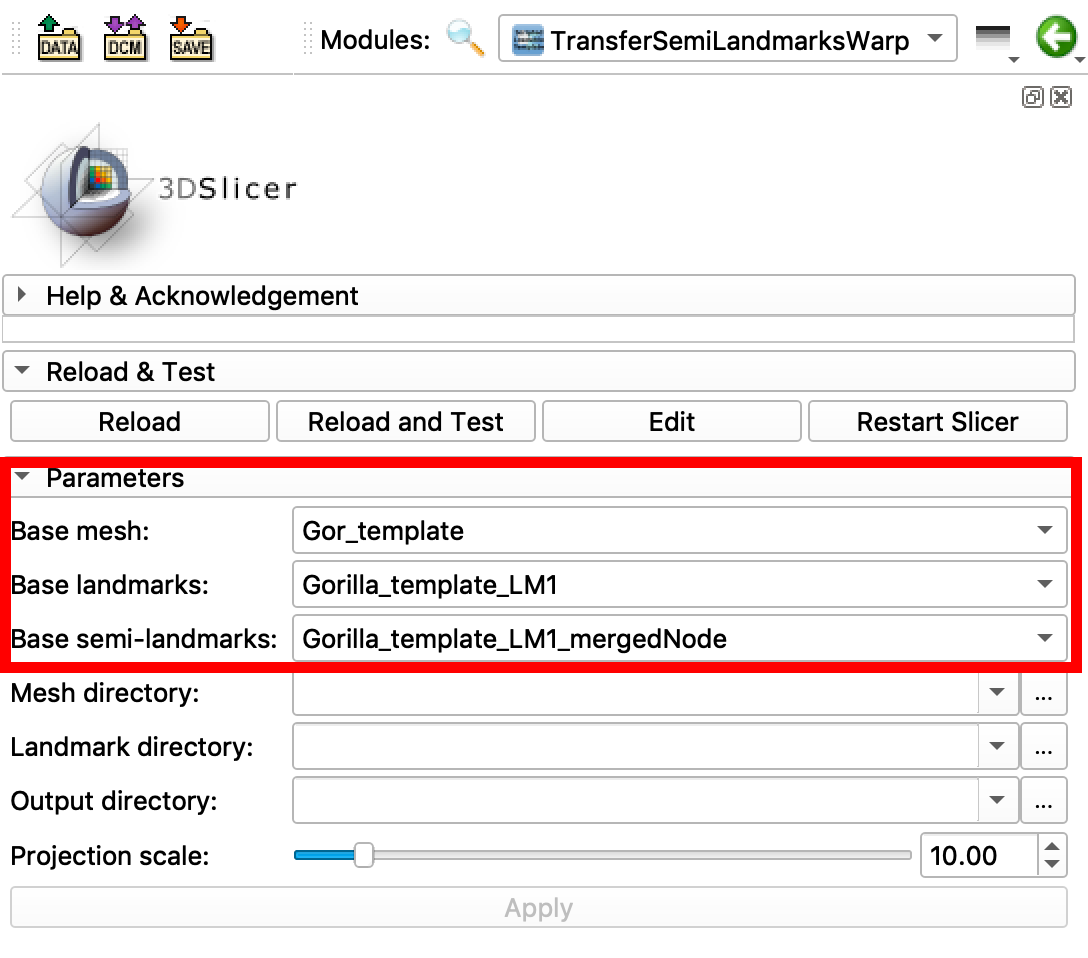 DATA DCM SAVE Modules: TransferSemiLandmarksWarp
3DSlicer
Help & Acknowledgement
Reload & Test
Reload Reload and Test Edit Restart Slicer
Parameters
Base mesh: Gor_template
Base landmarks: Gorilla_template_LM1
Base semi-landmarks: Gorilla_template_LM1_mergedNode
Mesh directory: ...
Landmark directory: ...
Output directory: ...
Projection scale: 10.00
Apply